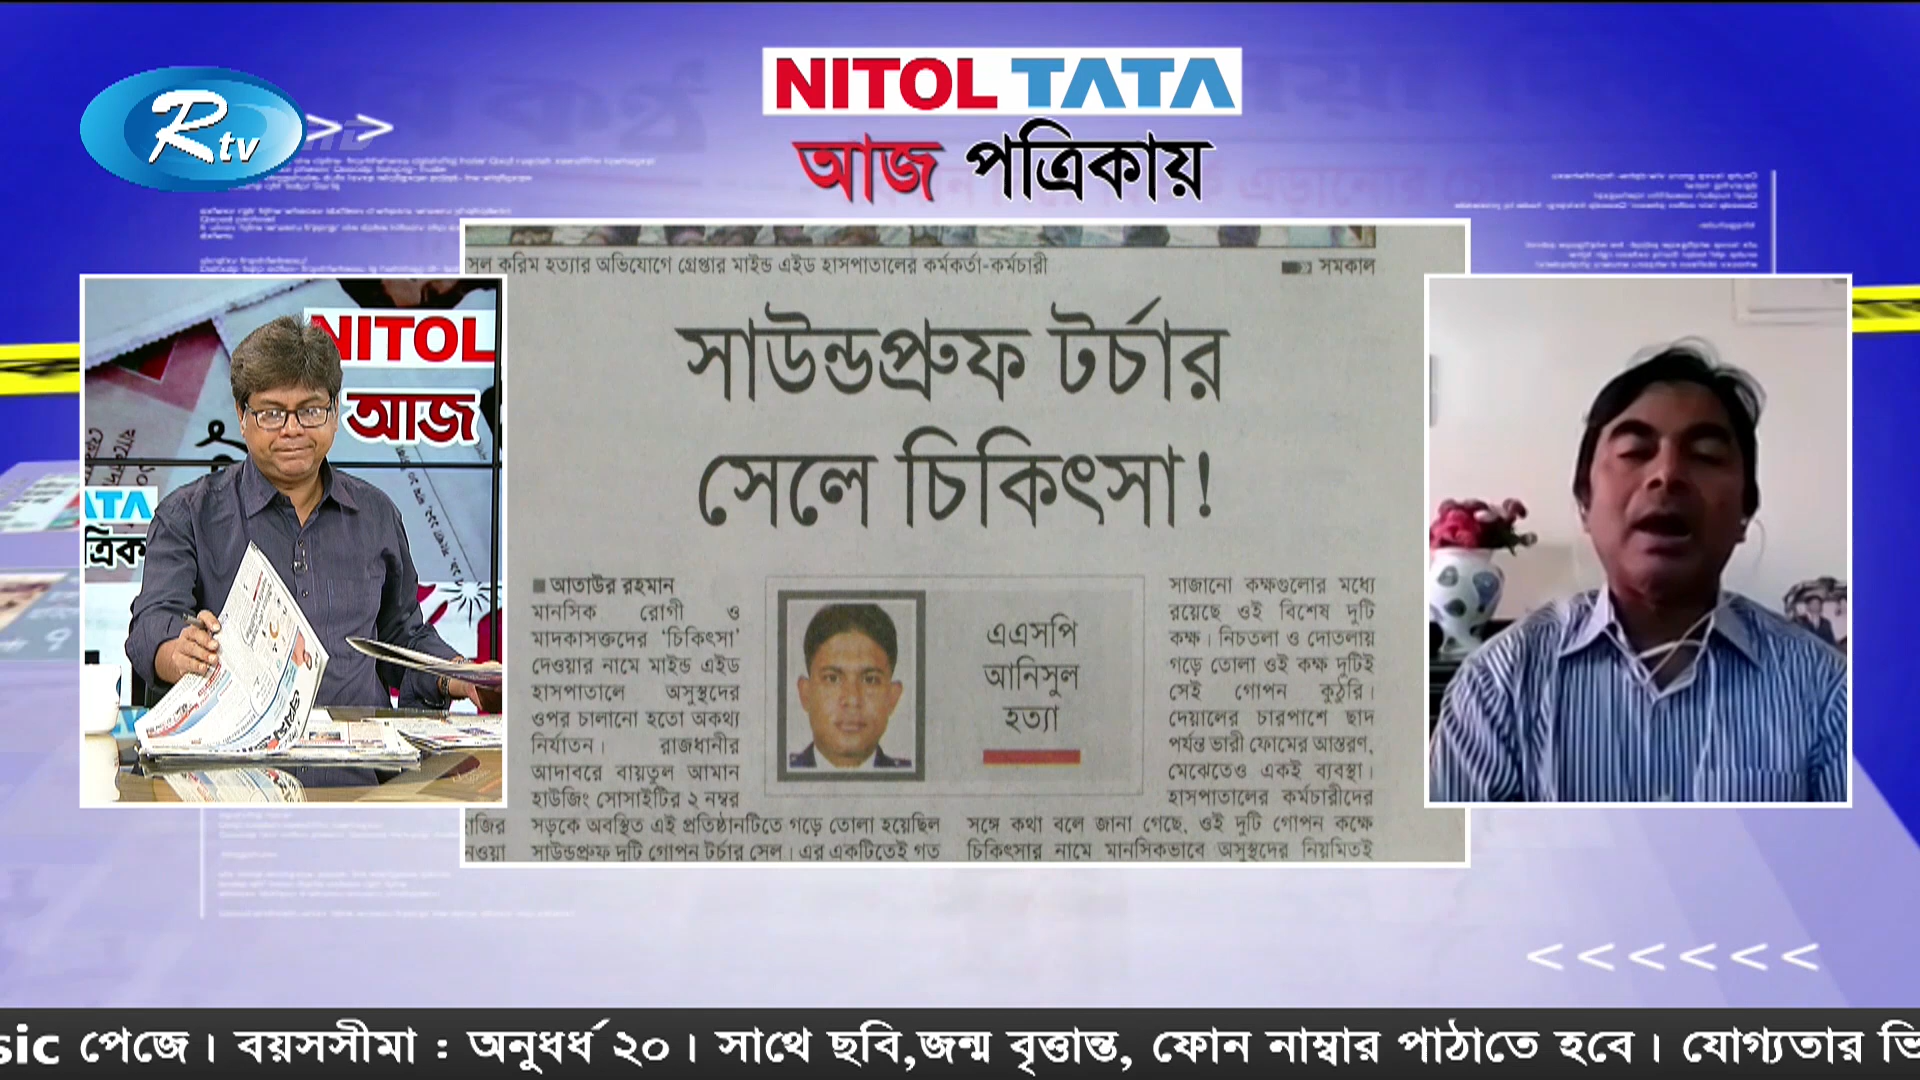 Rtv
NITOL TATA
আজ পত্রিকায়
সুল করিম হত্যার অভিযোগে গ্রেপ্তার মাইন্ড এইড হাসপাতালের কর্মকর্তা-কর্মচারী
সমকাল
সাউন্ডপ্রুফ টর্চার
সেলে চিকিৎসা!
■ আতাউর রহমান
মানসিক রোগী ও
মাদকাসক্তদের ‘চিকিৎসা’
দেওয়ার নামে মাইন্ড এইড
হাসপাতালে অসুস্থদের
ওপর চালানো হতো অকথ্য
নির্যাতন। রাজধানীর
আদাবরে বায়তুল আমান
হাউজিং সোসাইটির ২ নম্বর
সড়কে অবস্থিত এই প্রতিষ্ঠানটিতে গড়ে তোলা হয়েছিল
সাউন্ডপ্রুফ দুটি গোপন টর্চার সেল। এর একটিতেই গত
এএসপি
আনিসুল
হত্যা
সাজানো কক্ষগুলোর মধ্যে
রয়েছে ওই বিশেষ দুটি
কক্ষ। নিচতলা ও দোতলায়
গড়ে তোলা ওই কক্ষ দুটিই
সেই গোপন কুঠুরি।
দেয়ালের চারপাশে ছাদ
পর্যন্ত ভারী ফোমের আস্তরণ,
মেঝেতেও একই ব্যবস্থা।
হাসপাতালের কর্মচারীদের
সঙ্গে কথা বলে জানা গেছে, ওই দুটি গোপন কক্ষে
চিকিৎসার নামে মানসিকভাবে অসুস্থদের নিয়মিতই
NITOL
আজ
TATA
ত্রিক
sic পেজে। বয়সসীমা : অনুর্ধ্ব ২০। সাথে ছবি,জন্ম বৃত্তান্ত, ফোন নাম্বার পাঠাতে হবে। যোগ্যতার ভি